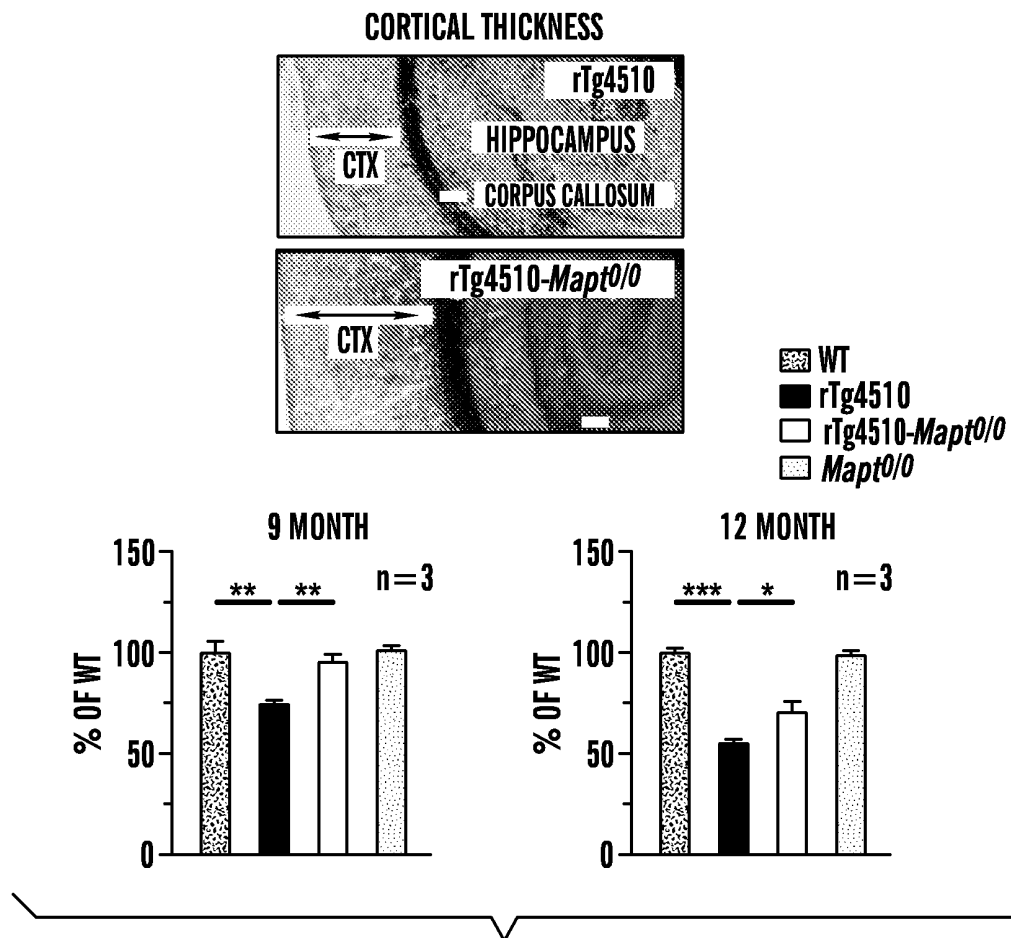 CORTICAL THICKNESS
rTg4510
HIPPOCAMPUS
CTX
CORPUS CALLOSUM
rTg4510-Mapt0/0
CTX
WT
rTg4510
rTg4510-Mapt0/0
Mapt0/0
9 MONTH
150
100
50
0
% OF WT
** **
n=3
12 MONTH
150
100
50
0
% OF WT
*** *
n=3